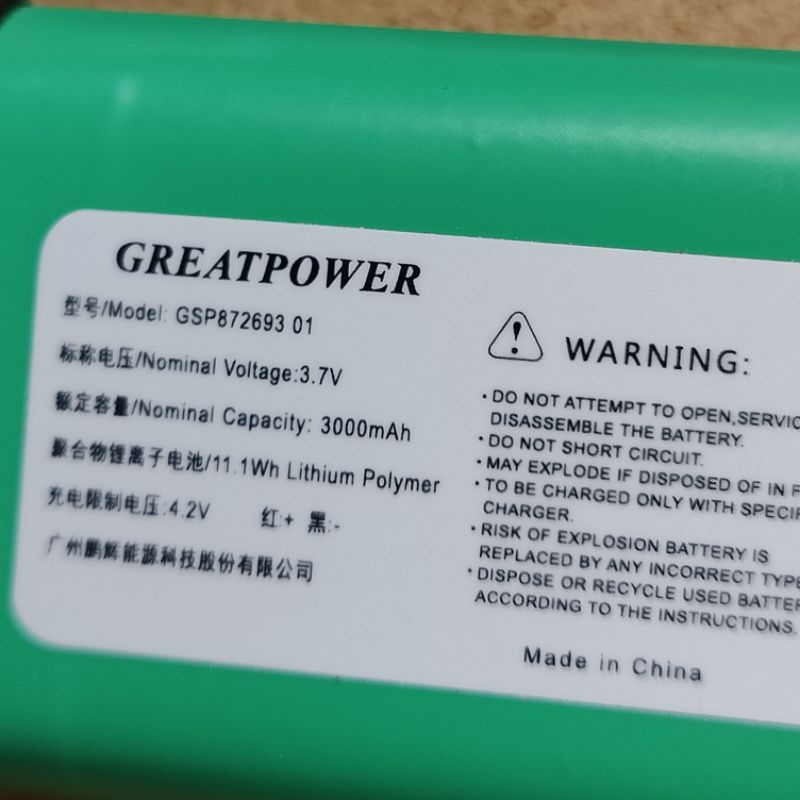 GREATPOWER
型号/Model: GSP872693 01
标称电压/Nominal Voltage:3.7V
额定容量/Nominal Capacity: 3000mAh
聚合物锂离子电池/11.1Wh Lithium Polymer
充电限制电压:4.2V 红:+ 黑:-
广州鹏辉能源科技股份有限公司
WARNING:
·DO NOT ATTEMPT TO OPEN,SERVIC
DISASSEMBLE THE BATTERY.
·DO NOT SHORT CIRCUIT.
·MAY EXPLODE IF DISPOSED OF IN F
·TO BE CHARGED ONLY WITH SPECIF
CHARGER.
·RISK OF EXPLOSION BATTERY IS
REPLACED BY ANY INCORRECT TYPE
·DISPOSE OR RECYCLE USED BATTER
ACCORDING TO THE INSTRUCTIONS.
Made in China